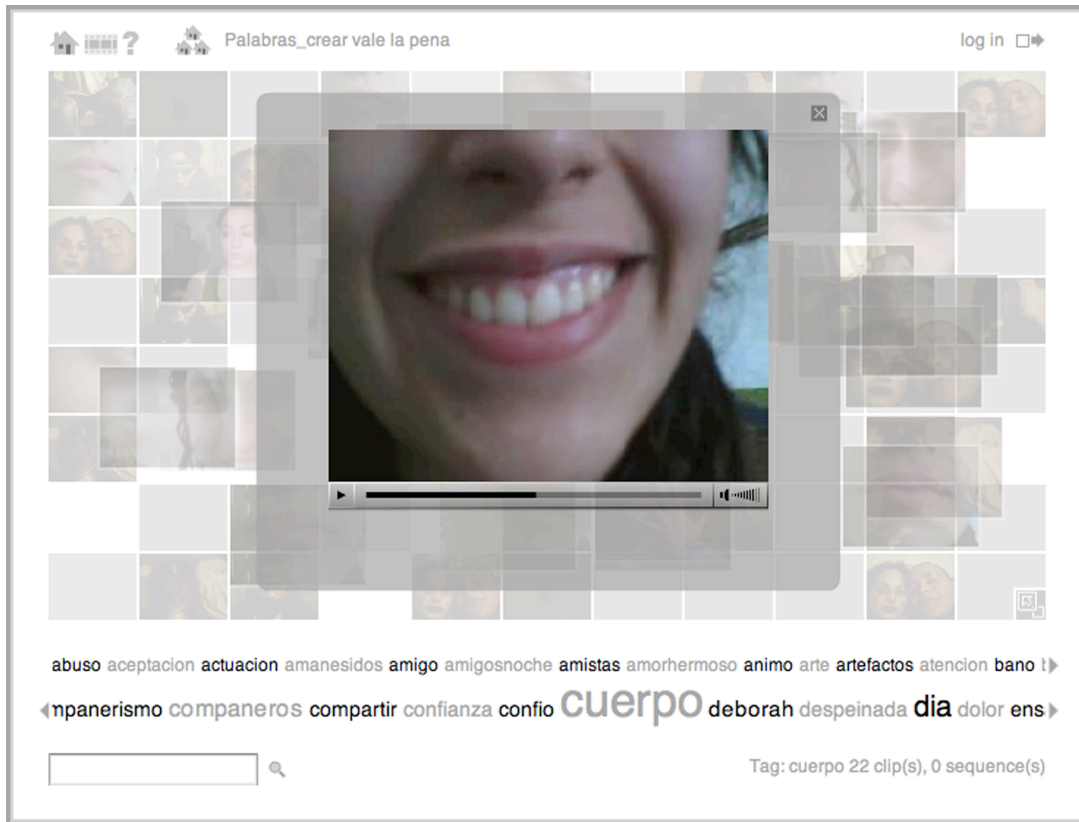 Palabras_crear vale la pena
log in
abuso aceptacion actuacion amanesidos amigo amigosnoche amistas amorhermoso animo arte artefactos atencion bano
mpanerismo companeros compartir confianza confio cuerpo deborah despeinada dia dolor ens
Tag: cuerpo 22 clip(s), 0 sequence(s)